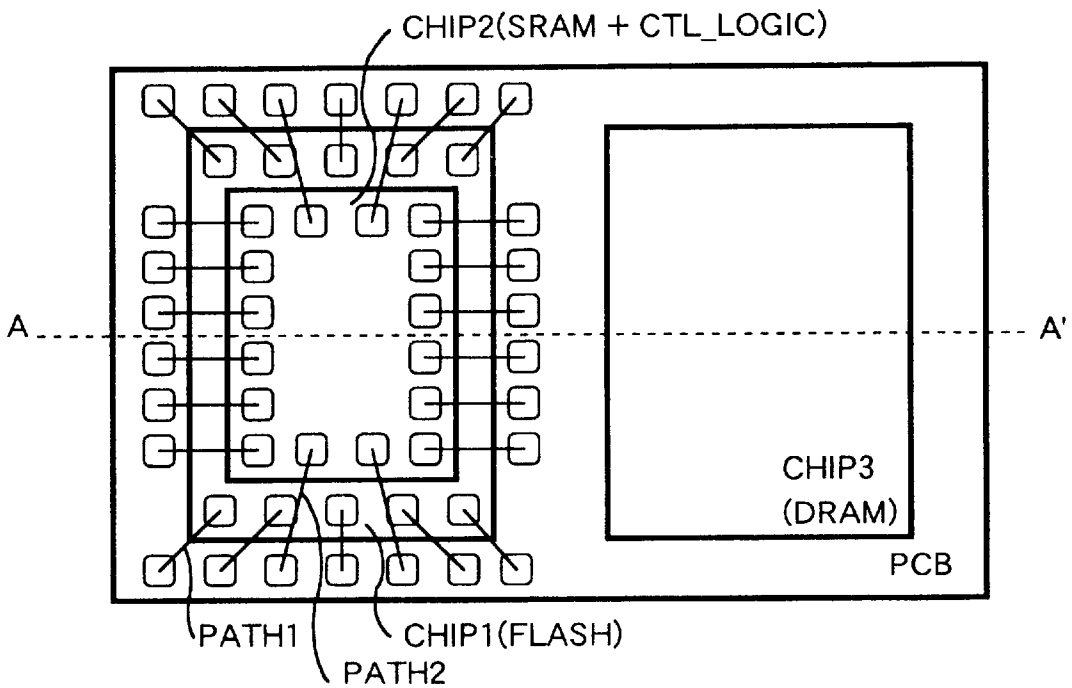 CHIP2(SRAM + CTL_LOGIC)
A
A'
CHIP3
(DRAM)
PCB
PATH1
CHIP1(FLASH)
PATH2